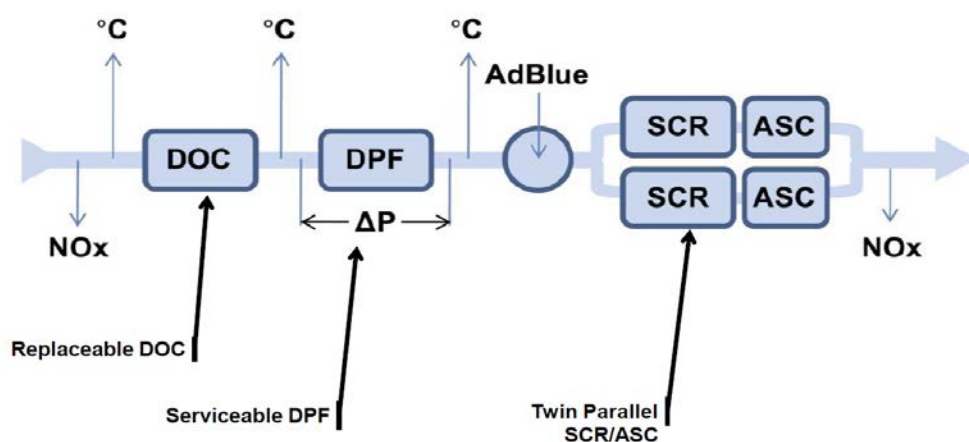 °C
°C
°C
AdBlue
SCR
ASC
DOC
DPF
SCR
ASC
ΔP
NOx
NOx
Replaceable DOC
Serviceable DPF
Twin Parallel
SCR/ASC